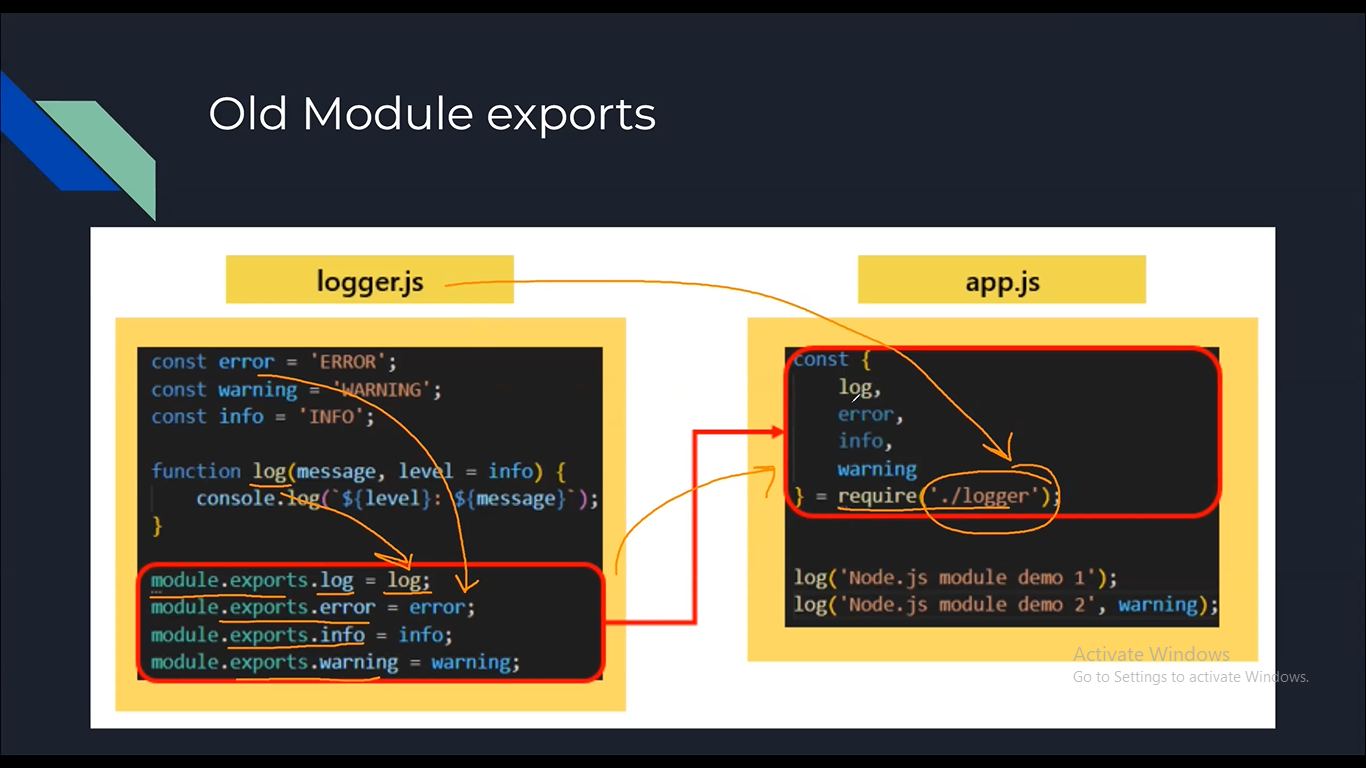 Old Module exports
logger.js
const error = 'ERROR';
const warning = 'WARNING';
const info = 'INFO';
function log(message, level = info) {
console.log(`${level}: ${message}`);
}
module.exports.log = log;
module.exports.error = error;
module.exports.info = info;
module.exports.warning = warning;
app.js
const {
log,
error,
info,
warning
} = require('./logger');
log('Node.js module demo 1');
log('Node.js module demo 2', warning);
Activate Windows
Go to Settings to activate Windows.